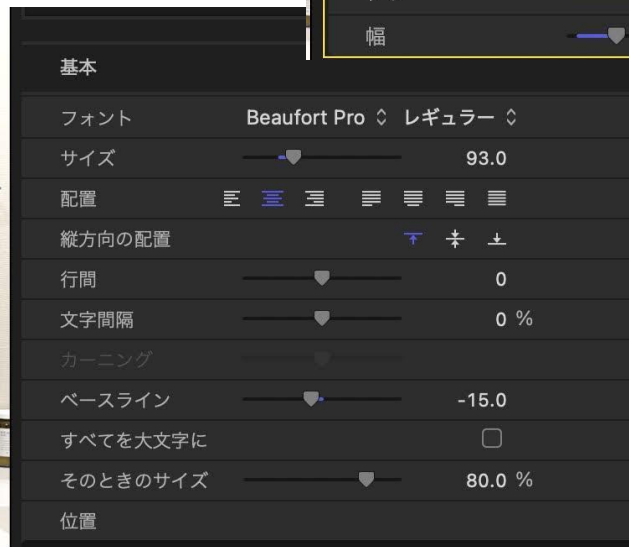 幅
基本
フォント Beaufort Pro レギュラー
サイズ 93.0
配置
縦方向の配置
行間 0
文字間隔 0 %
カーニング
ベースライン -15.0
すべてを大文字に
そのときのサイズ 80.0 %
位置